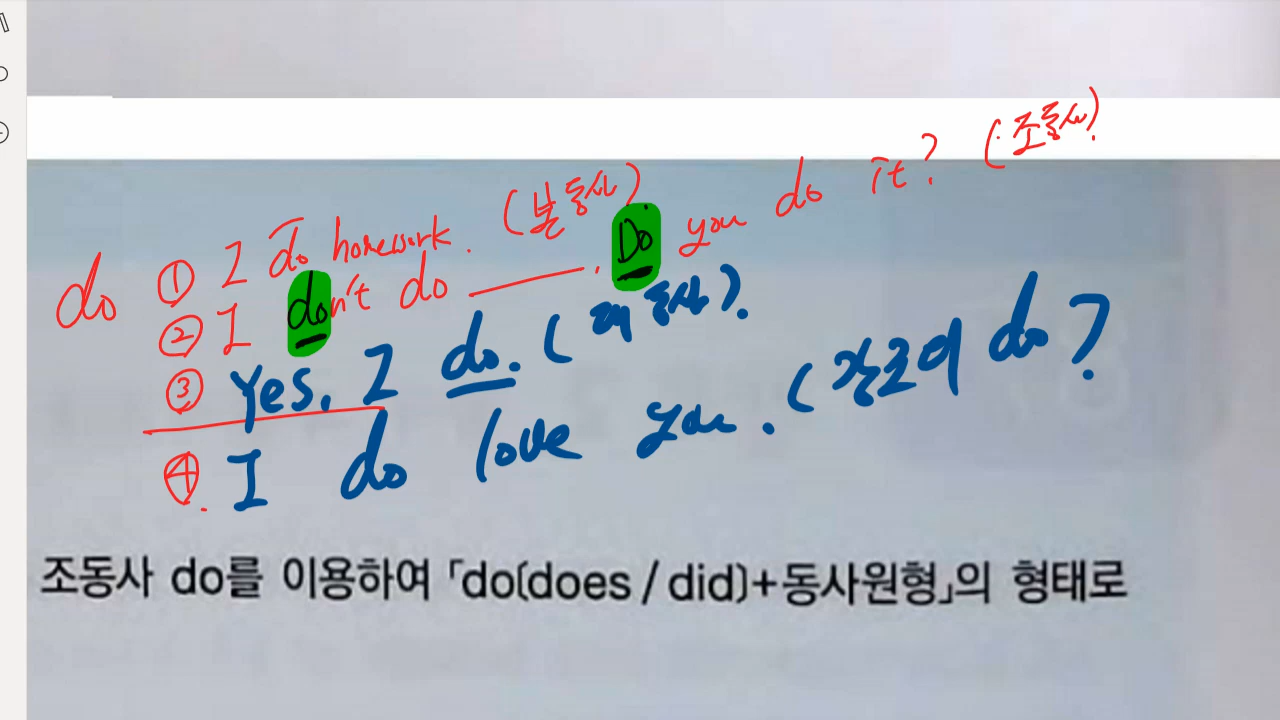 do ① I do homework. (본동사)
② I don't do ______. Do you do it? (조동사)
③ Yes. I do. (대동사).
④. I do love you. (강조의 do?
조동사 do를 이용하여 「do(does / did)+동사원형」의 형태로